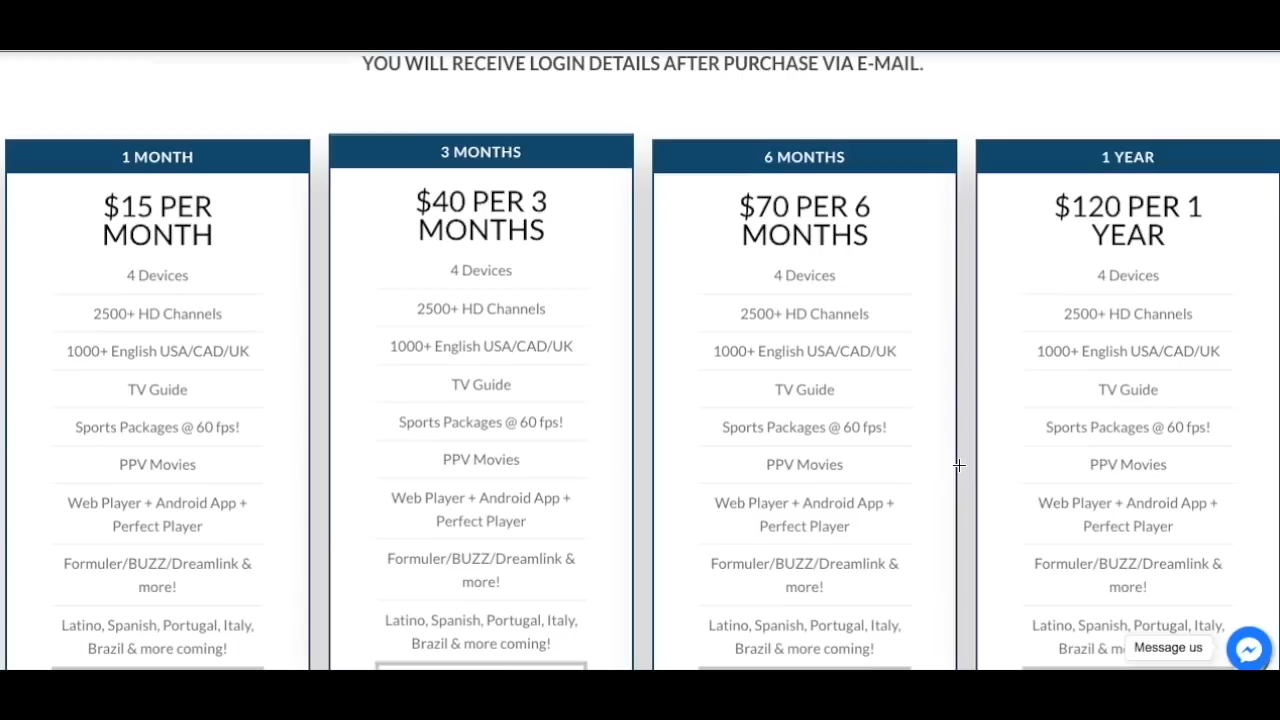 YOU WILL RECEIVE LOGIN DETAILS AFTER PURCHASE VIA E-MAIL.
1 MONTH
$15 PER
MONTH
4 Devices
2500+ HD Channels
1000+ English USA/CAD/UK
TV Guide
Sports Packages @ 60 fps!
PPV Movies
Web Player + Android App +
Perfect Player
Formuler/BUZZ/Dreamlink &
more!
Latino, Spanish, Portugal, Italy,
Brazil & more coming!
3 MONTHS
$40 PER 3
MONTHS
4 Devices
2500+ HD Channels
1000+ English USA/CAD/UK
TV Guide
Sports Packages @ 60 fps!
PPV Movies
Web Player + Android App +
Perfect Player
Formuler/BUZZ/Dreamlink &
more!
Latino, Spanish, Portugal, Italy,
Brazil & more coming!
6 MONTHS
$70 PER 6
MONTHS
4 Devices
2500+ HD Channels
1000+ English USA/CAD/UK
TV Guide
Sports Packages @ 60 fps!
PPV Movies
Web Player + Android App +
Perfect Player
Formuler/BUZZ/Dreamlink &
more!
Latino, Spanish, Portugal, Italy,
Brazil & more coming!
1 YEAR
$120 PER 1
YEAR
4 Devices
2500+ HD Channels
1000+ English USA/CAD/UK
TV Guide
Sports Packages @ 60 fps!
PPV Movies
Web Player + Android App +
Perfect Player
Formuler/BUZZ/Dreamlink &
more!
Latino, Spanish, Portugal, Italy,
Brazil &
Message us